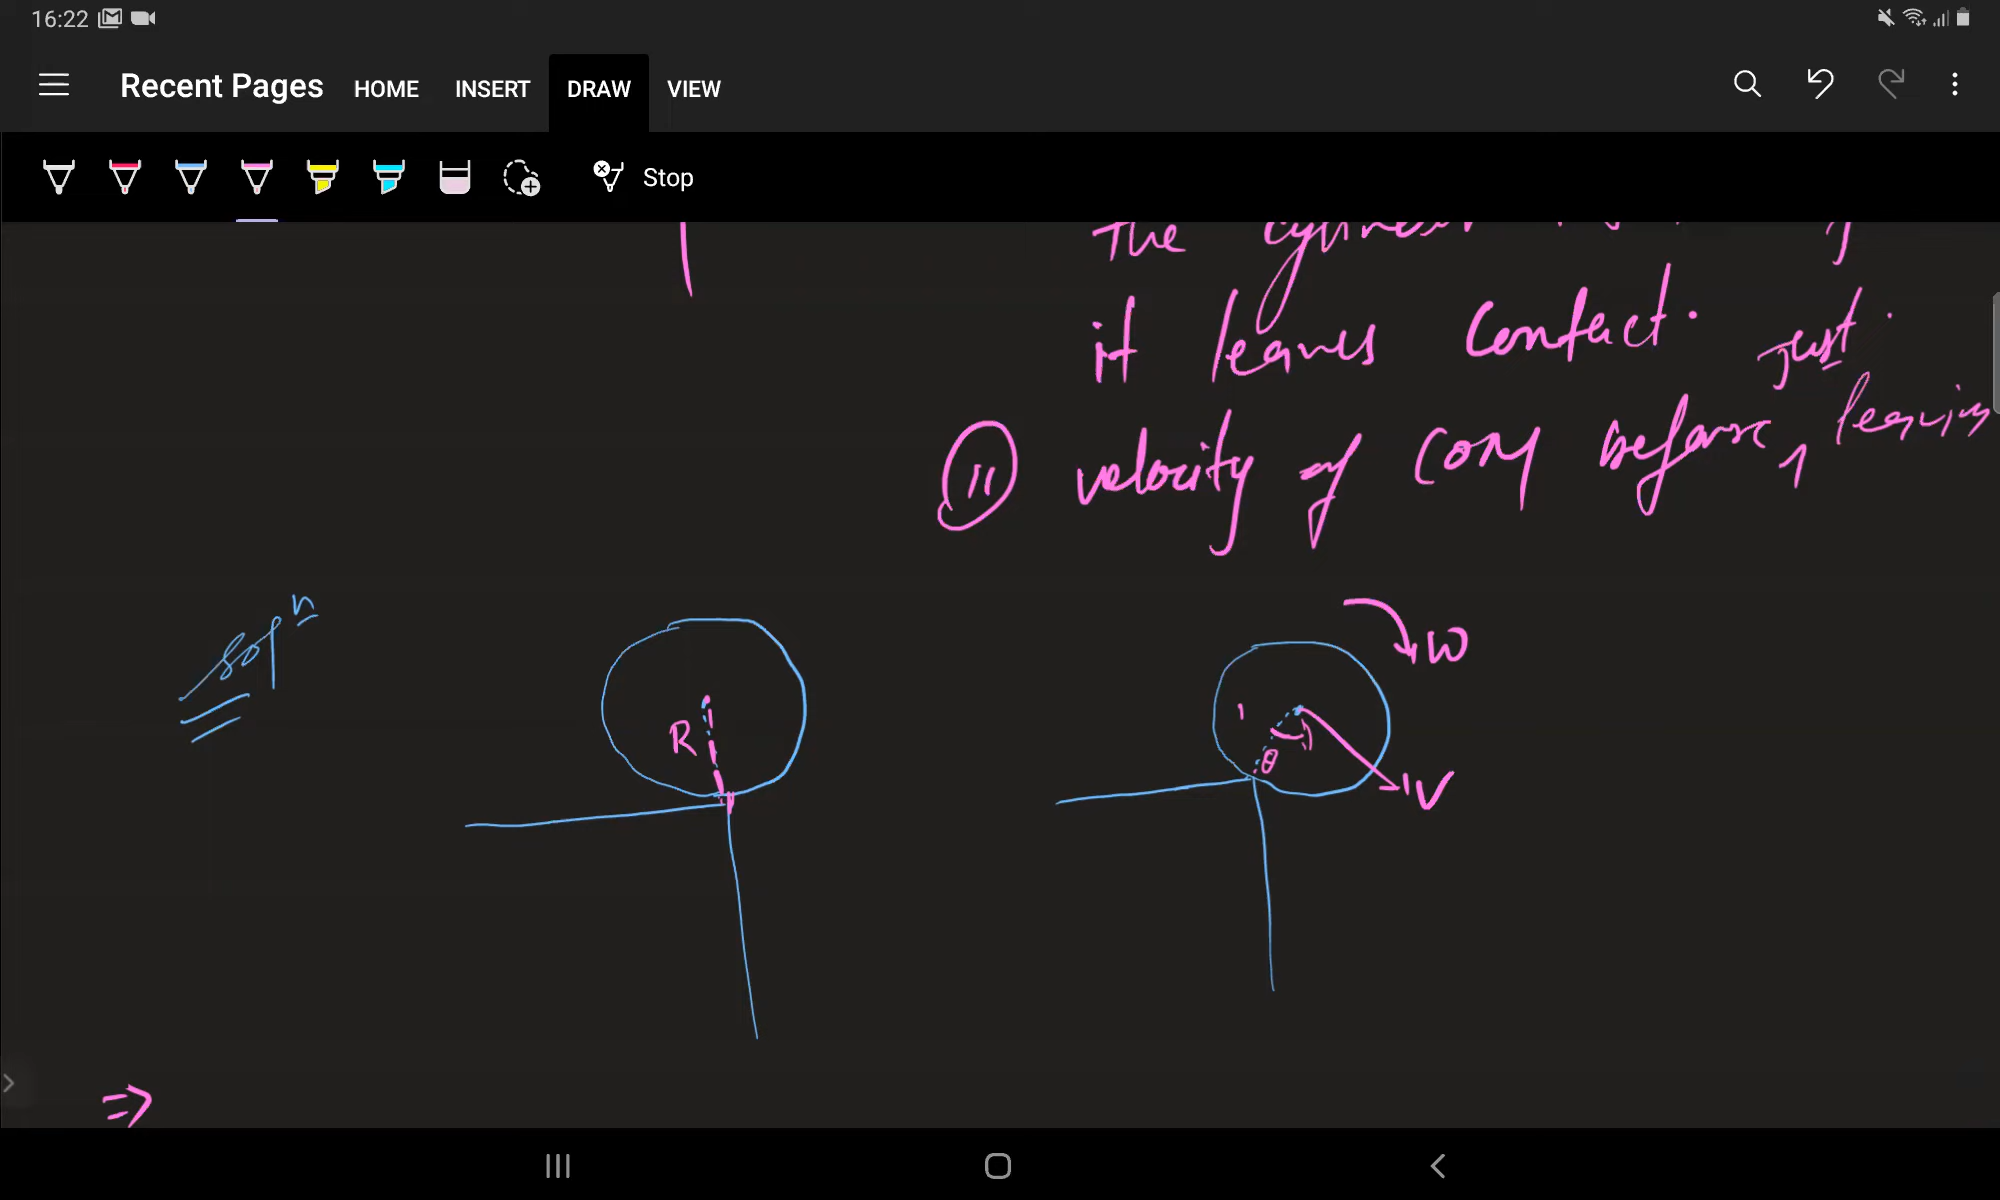 16:22
Recent Pages HOME INSERT DRAW VIEW
Stop
The
it leaves contact. just
(ii) velocity of COM before, leaving
solⁿ
ω
R
θ
V
⇒